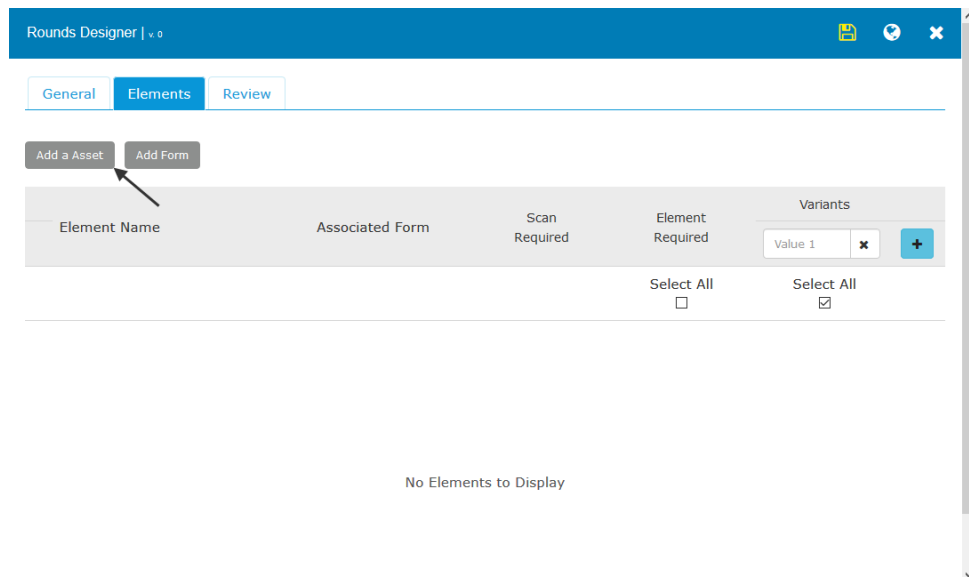 Rounds Designer | v. 0
General Elements Review
Add a Asset Add Form
Element Name Associated Form Scan Required Element Required Variants
Value 1
Select All Select All
No Elements to Display